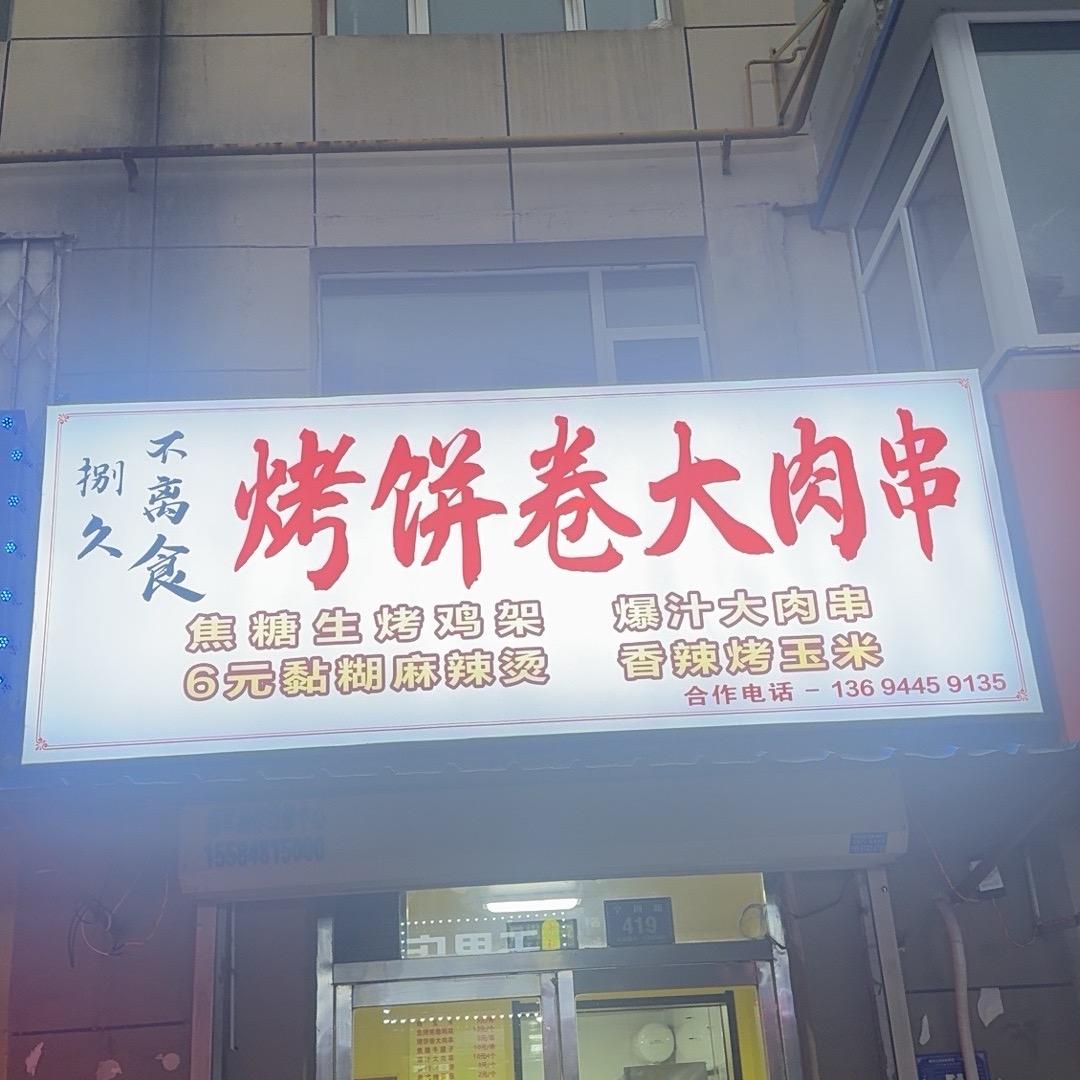 不离食
捌久
烤饼卷大肉串
焦糖生烤鸡架 爆汁大肉串
6元黏糊麻辣烫 香辣烤玉米
合作电话 - 136 9445 9135
419